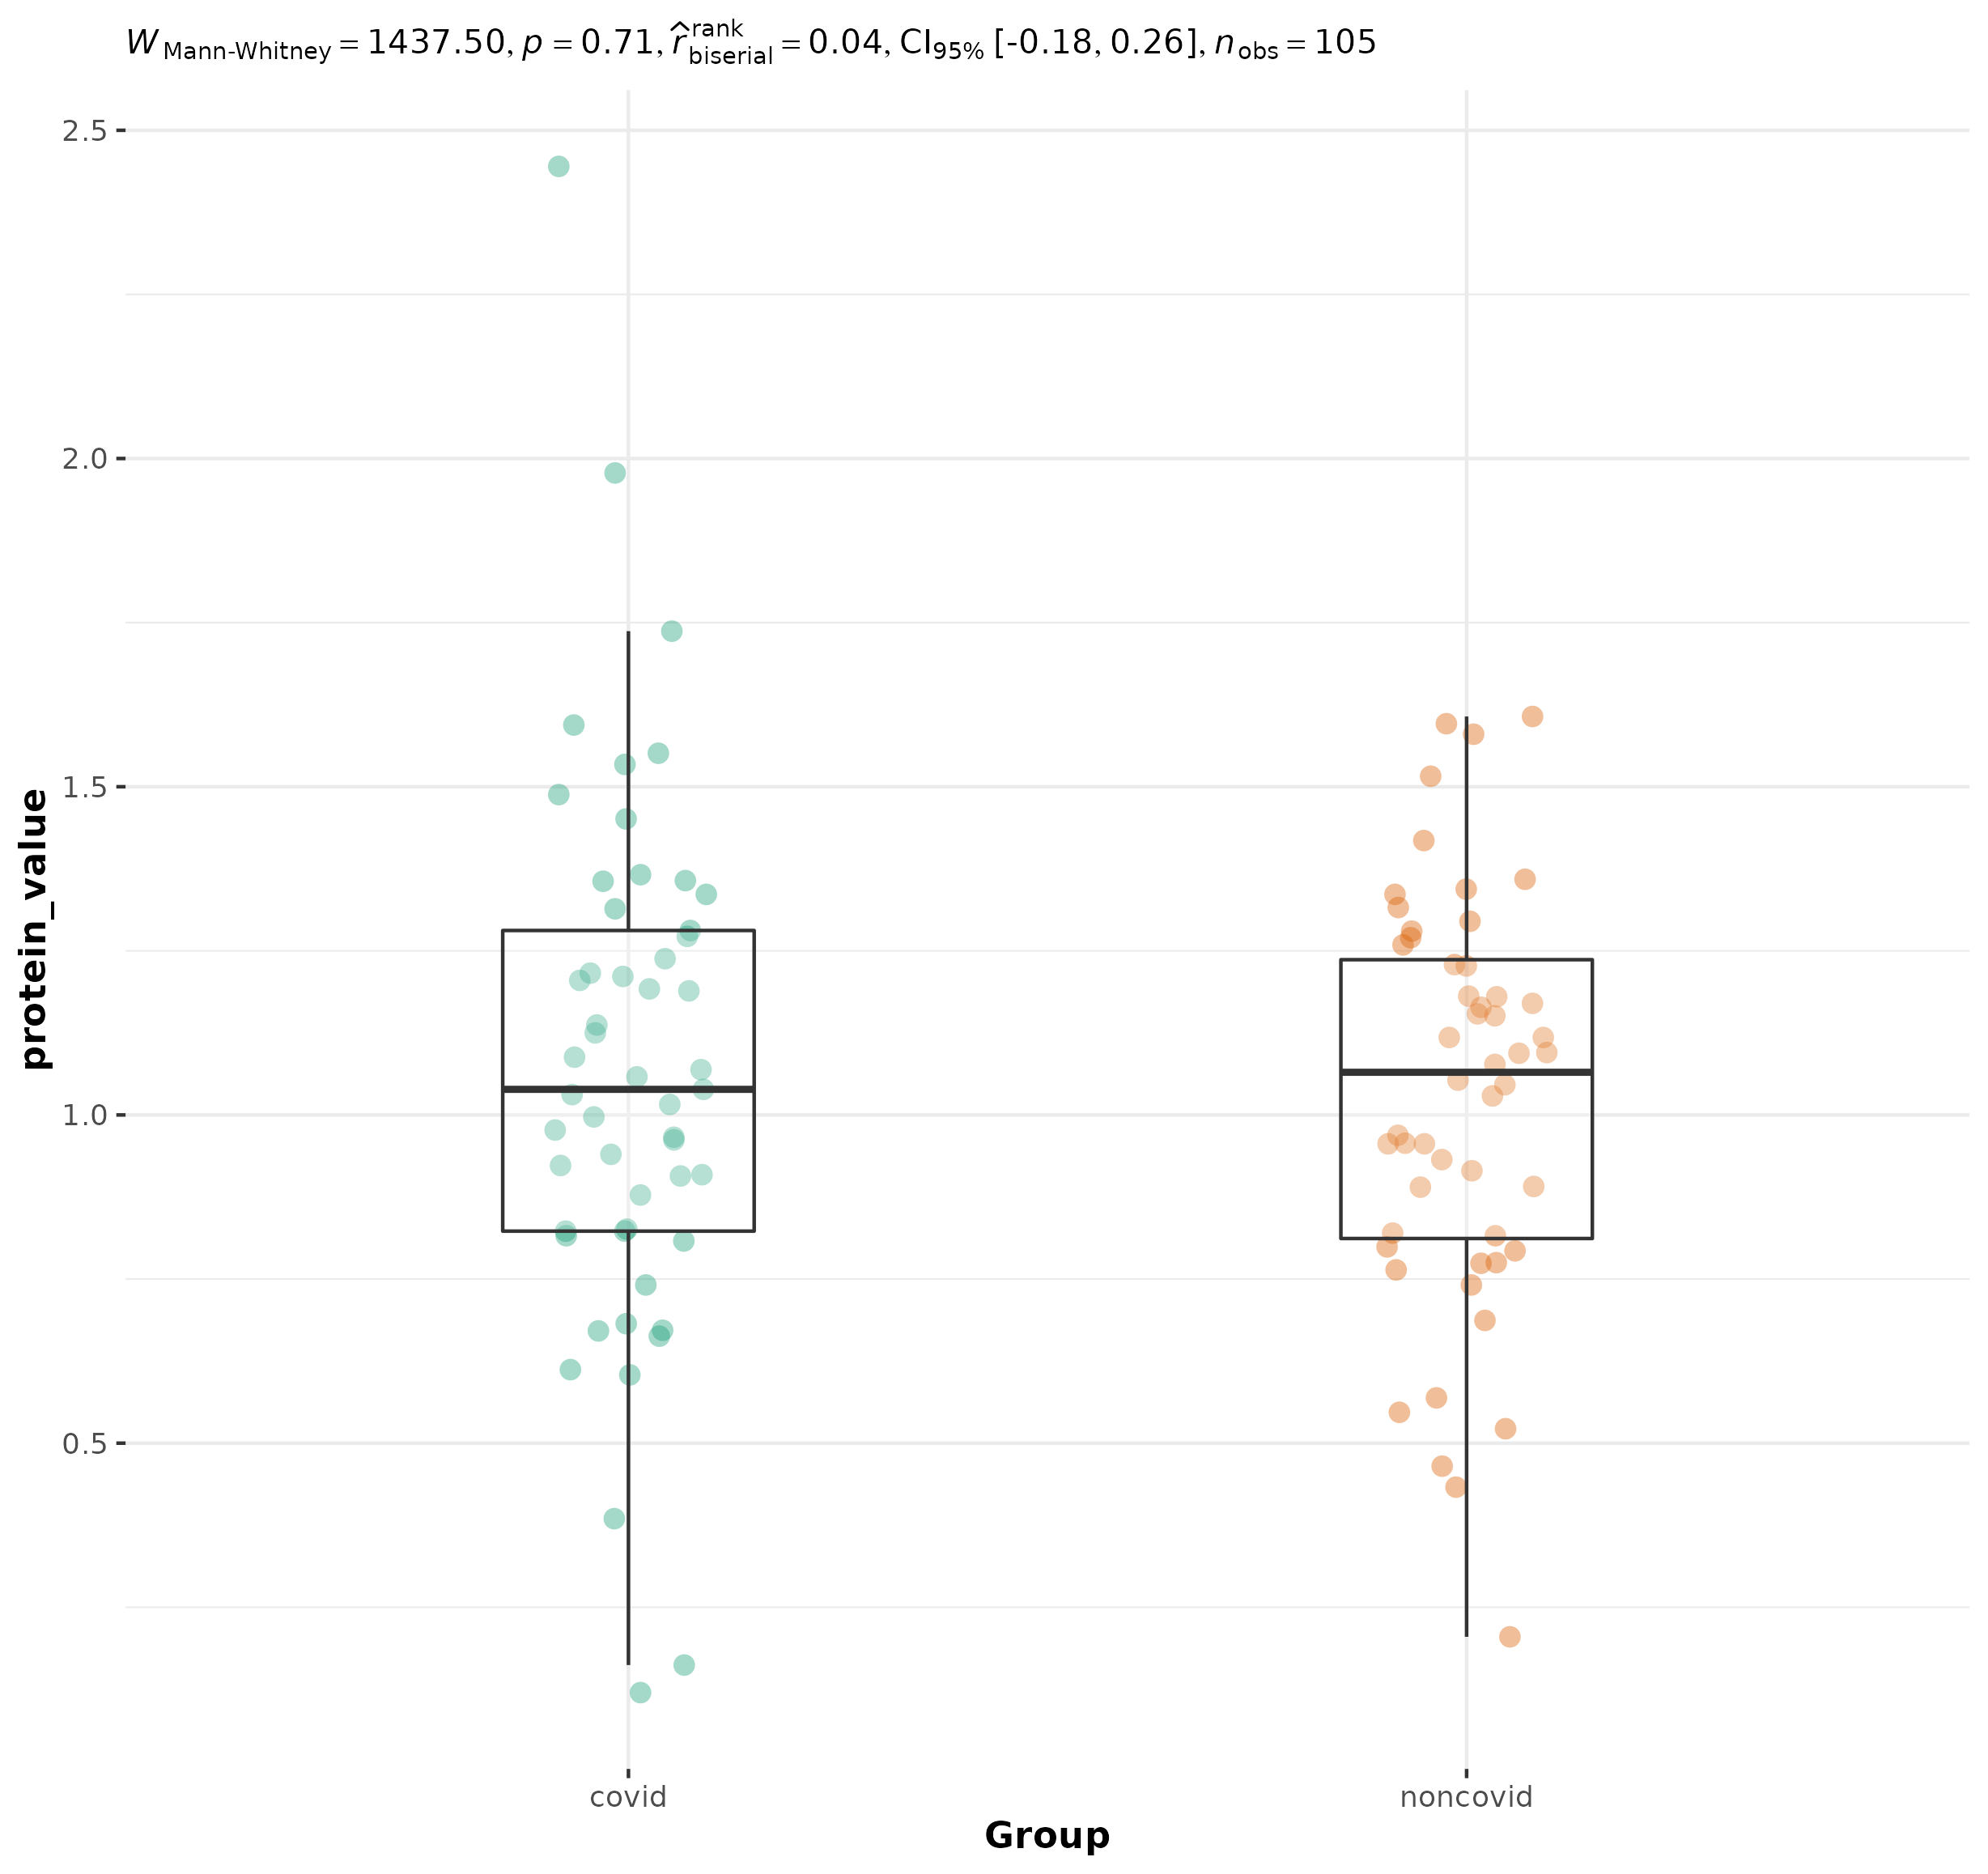 W Mann-Whitney = 1437.50, p = 0.71, r̂ rank biserial = 0.04, CI95% [-0.18, 0.26], n obs = 105
2.5
2.0
1.5
1.0
0.5
protein_value
covid noncovid
Group